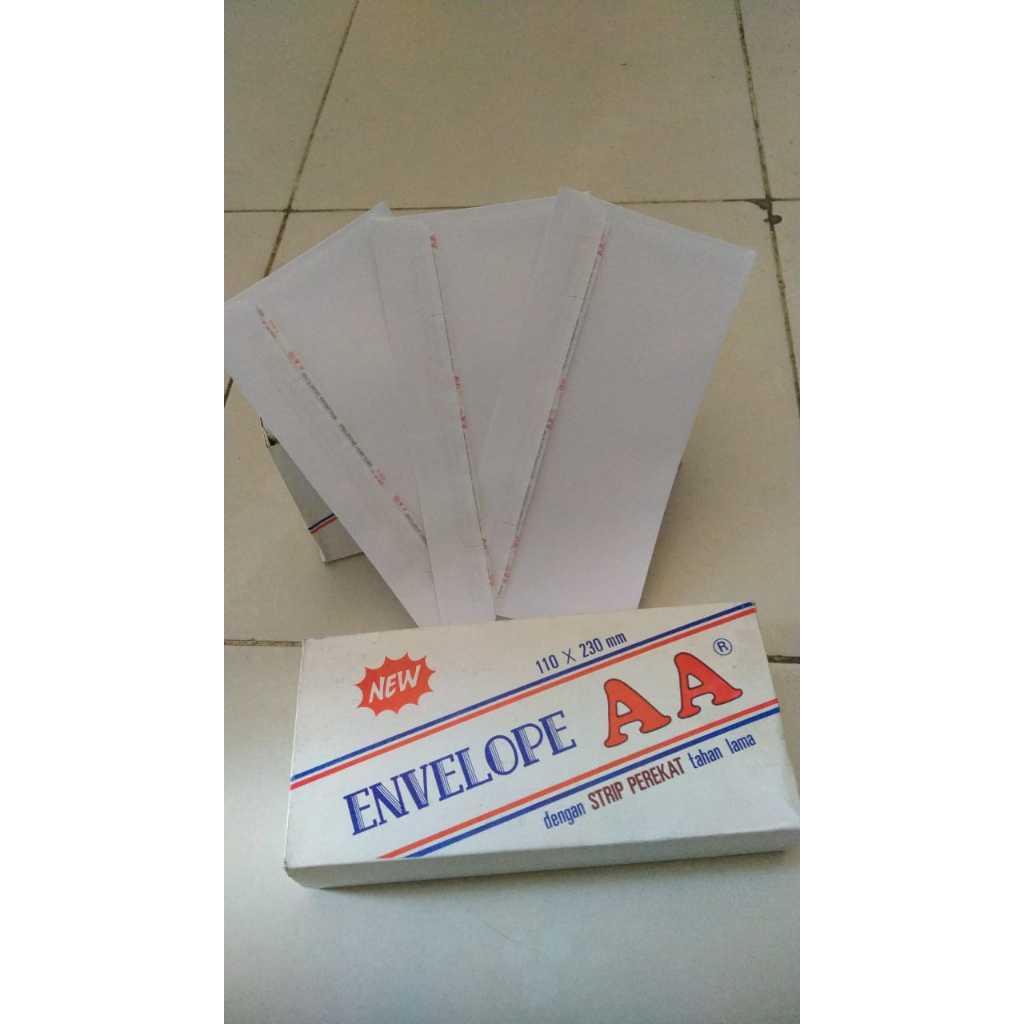 NEW
110 X 230 mm
ENVELOPE AA®
dengan STRIP PEREKAT tahan lama